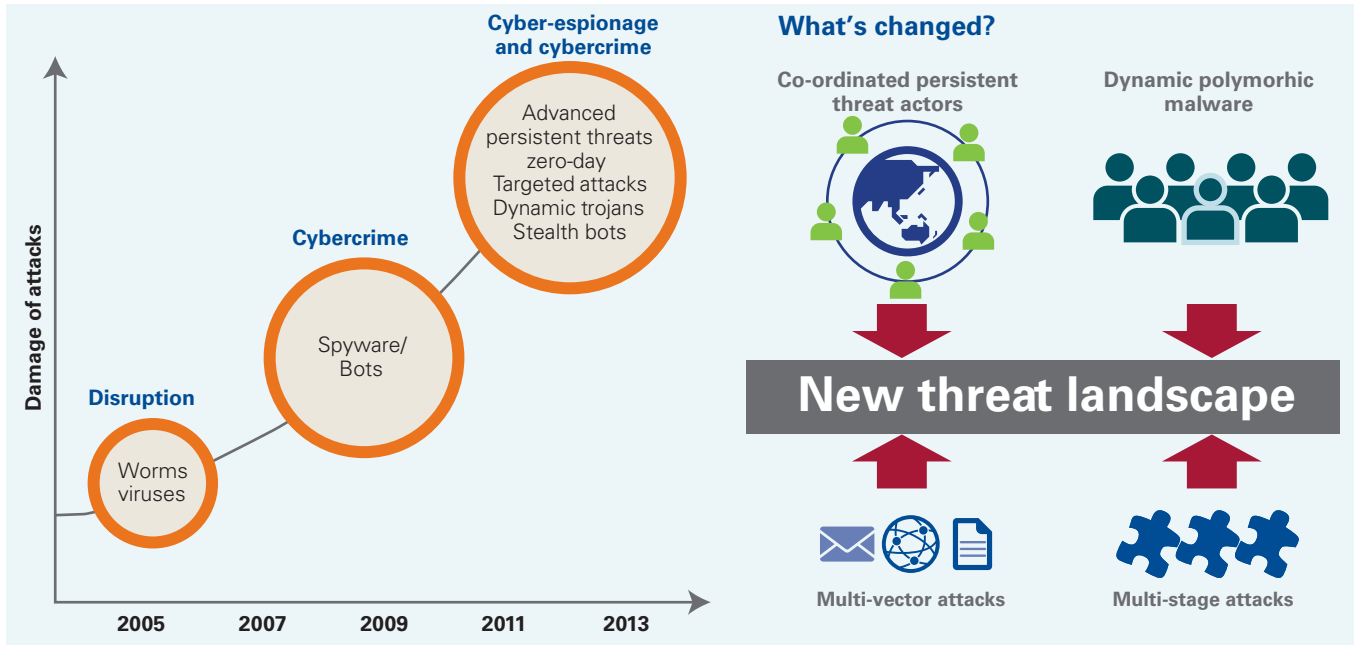 Damage of attacks
Disruption
Worms
viruses
Cybercrime
Spyware/
Bots
Cyber-espionage
and cybercrime
Advanced
persistent threats
zero-day
Targeted attacks
Dynamic trojans
Stealth bots
2005 2007 2009 2011 2013
What's changed?
Co-ordinated persistent
threat actors
Dynamic polymorhic
malware
New threat landscape
Multi-vector attacks
Multi-stage attacks